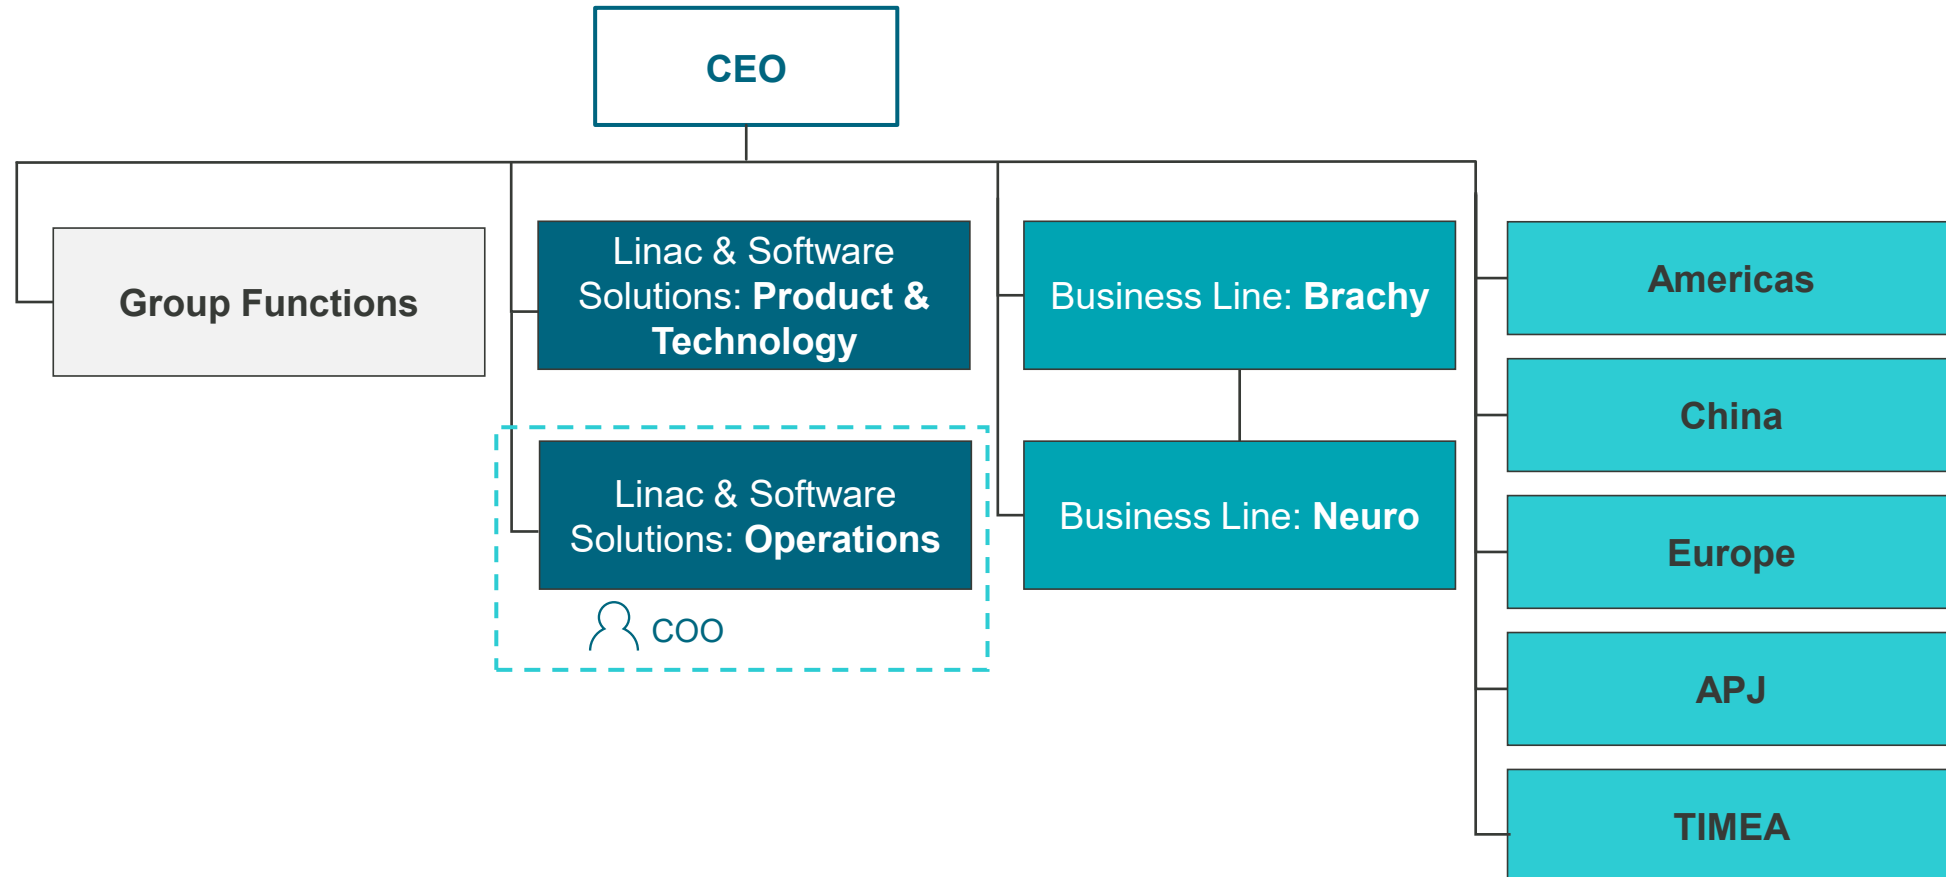 CEO
Group Functions
Linac & Software
Solutions: Product &
Technology
Linac & Software
Solutions: Operations
COO
Business Line: Brachy
Business Line: Neuro
Americas
China
Europe
APJ
TIMEA